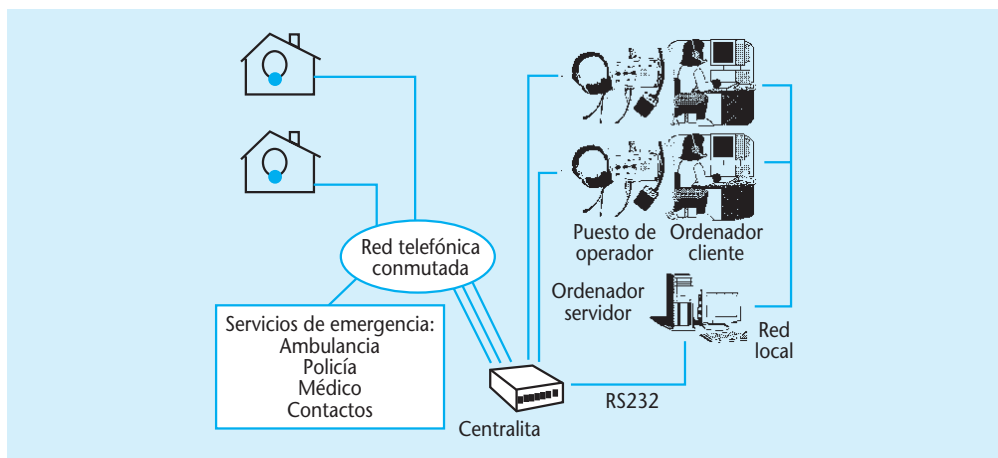 Red telefónica
conmutada
Servicios de emergencia:
Ambulancia
Policía
Médico
Contactos
Puesto de
operador
Ordenador
cliente
Ordenador
servidor
Red
local
RS232
Centralita